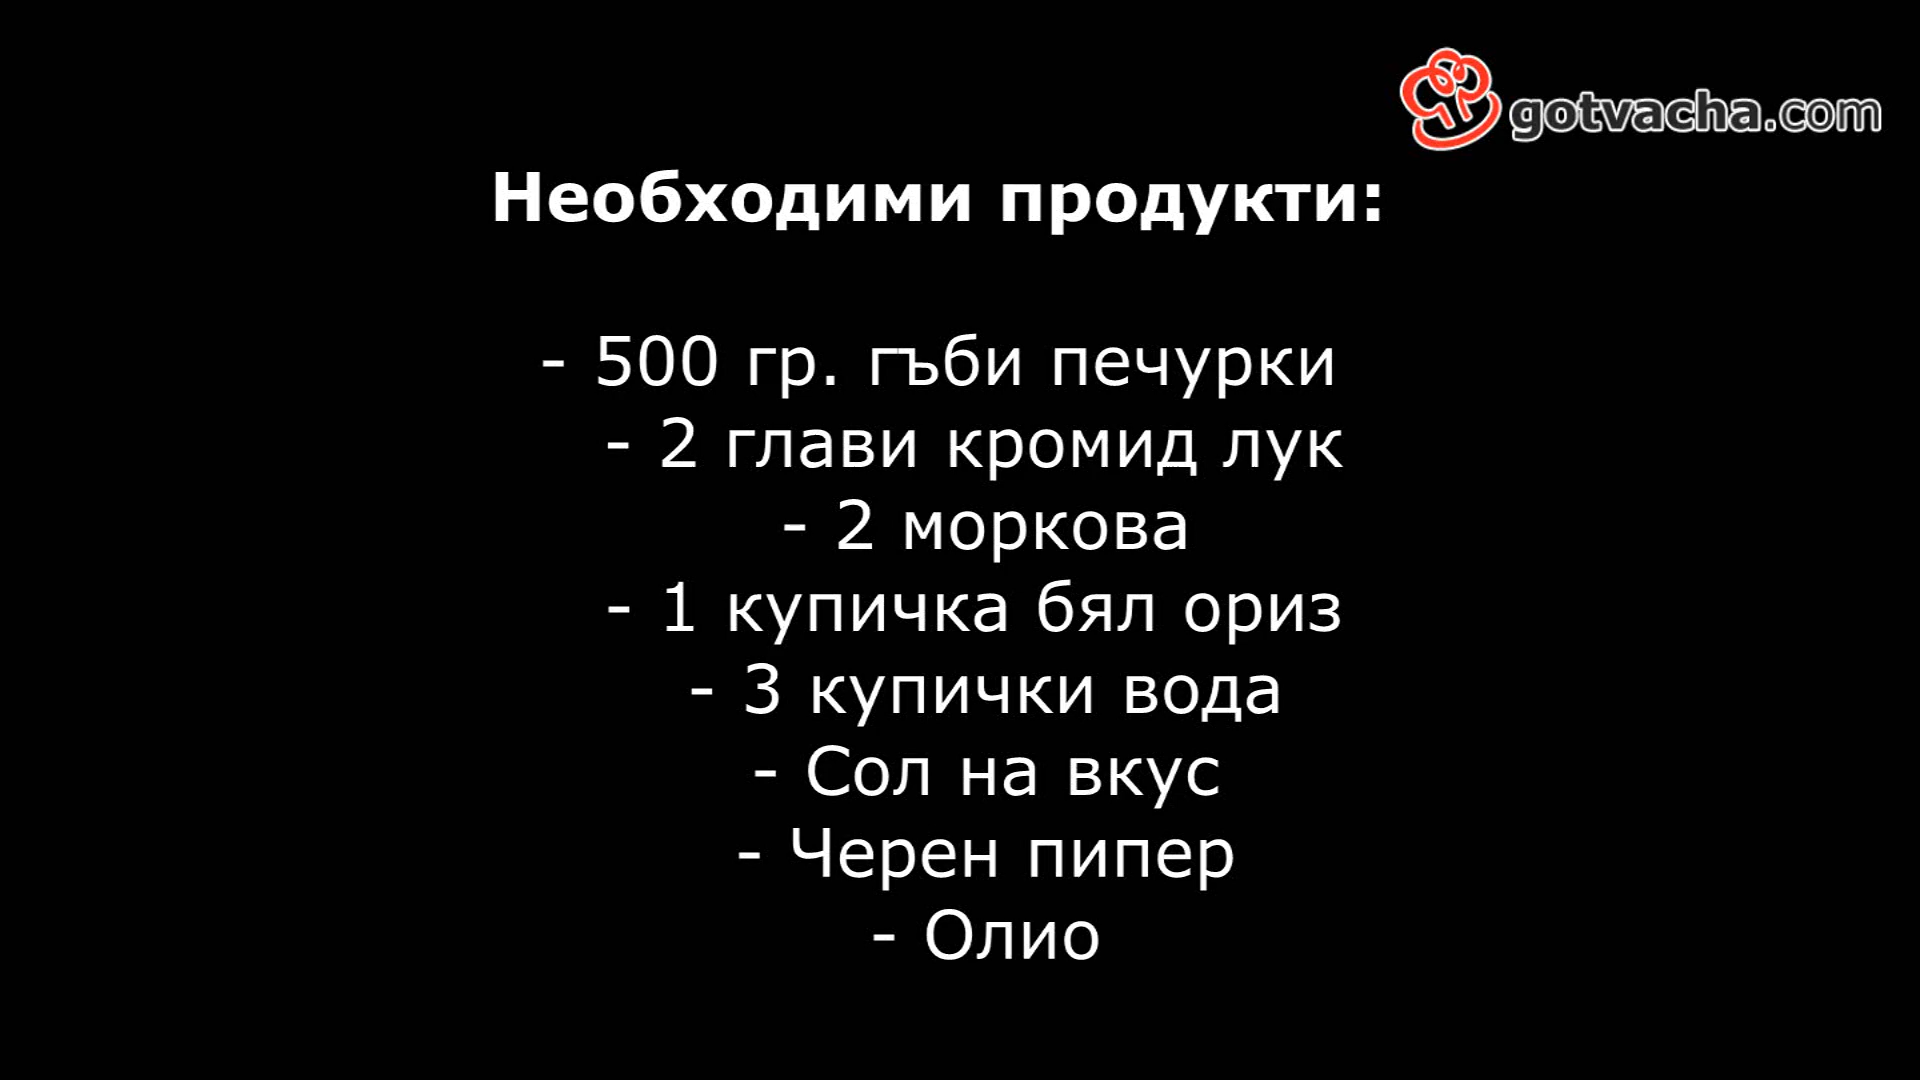 gotvacha.com
Необходими продукти:
- 500 гр. гъби печурки
- 2 глави кромид лук
- 2 моркова
- 1 купичка бял ориз
- 3 купички вода
- Сол на вкус
- Черен пипер
- Олио